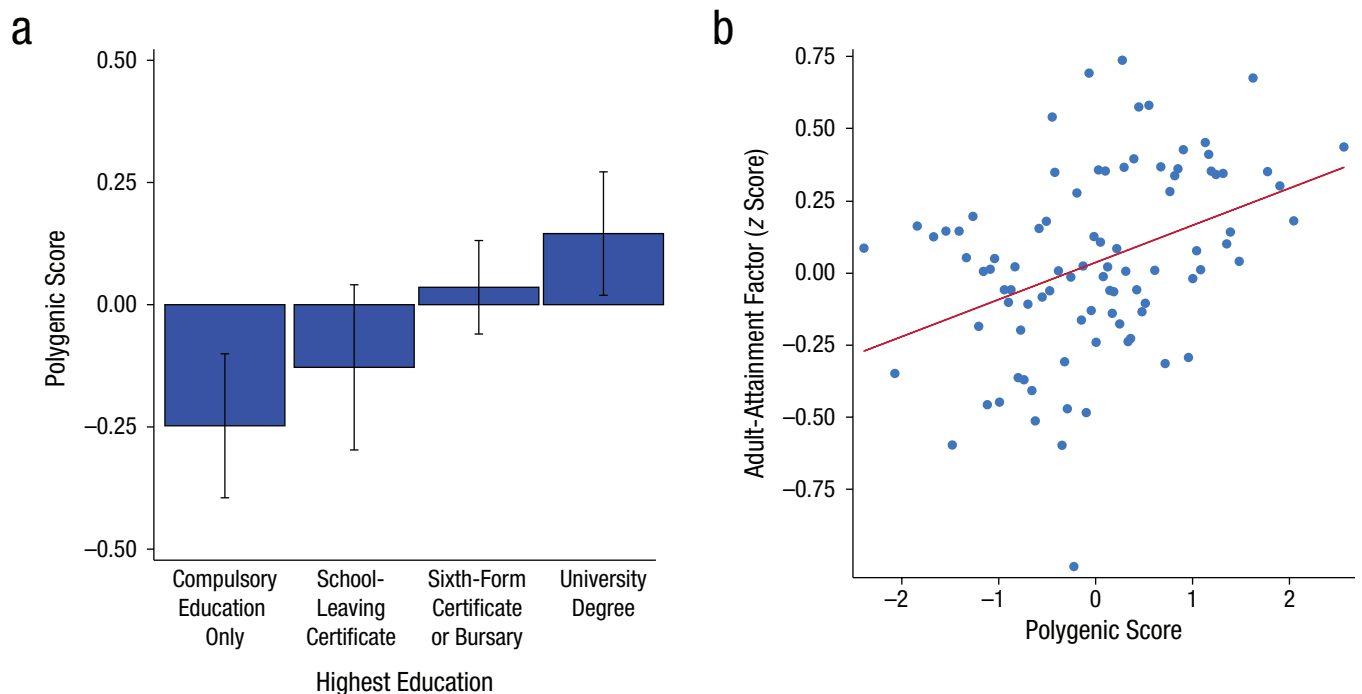 a
0.50
0.25
0.00
–0.25
–0.50
Polygenic Score
Compulsory
Education
Only
School-
Leaving
Certificate
Sixth-Form
Certificate
or Bursary
University
Degree
Highest Education
b
0.75
0.50
0.25
0.00
–0.25
–0.50
–0.75
Adult-Attainment Factor (z Score)
–2
–1
0
1
2
Polygenic Score